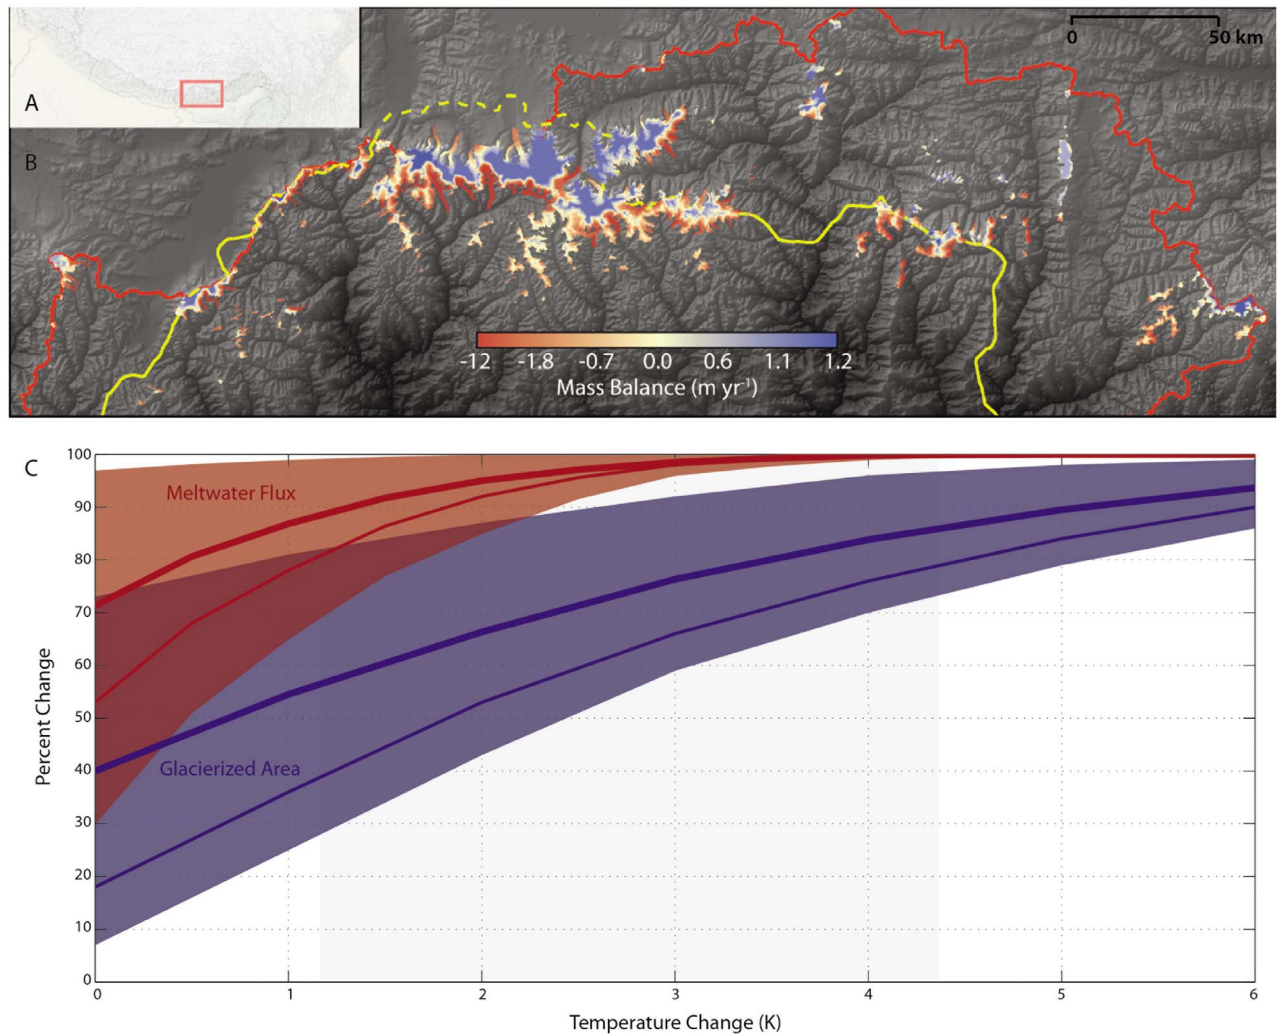 A
0 50 km
B
-12 -1.8 -0.7 0.0 0.6 1.1 1.2
Mass Balance (m yr⁻¹)
C
100
90
80
70
60
50
40
30
20
10
0
Percent Change
Meltwater Flux
Glacierized Area
0 1 2 3 4 5 6
Temperature Change (K)